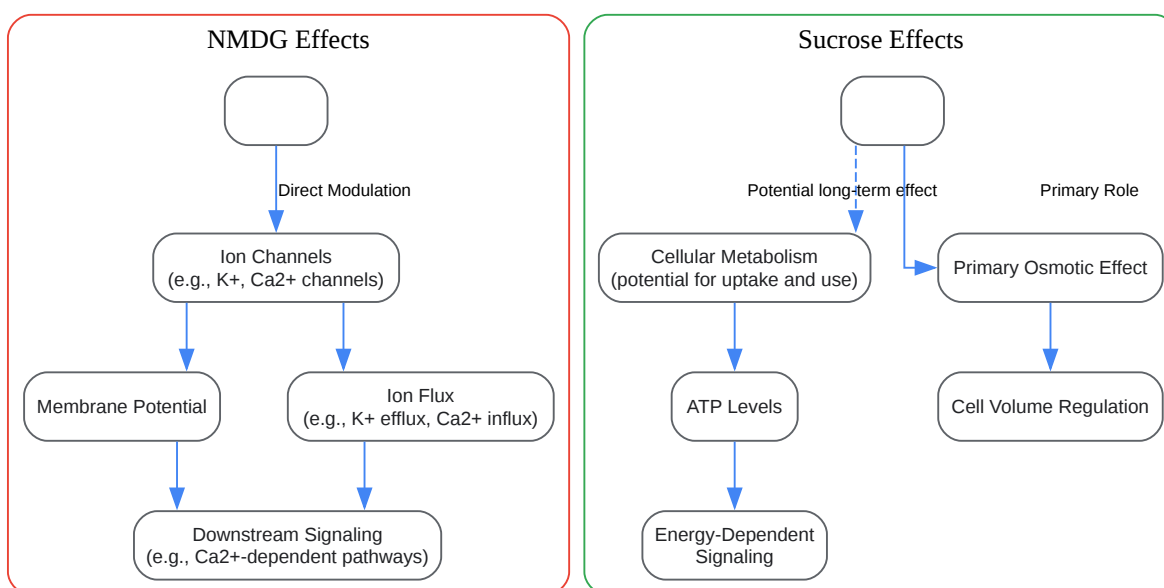 NMDG Effects
Direct Modulation
Ion Channels
(e.g., K+, Ca2+ channels)
Membrane Potential
Ion Flux
(e.g., K+ efflux, Ca2+ influx)
Downstream Signaling
(e.g., Ca2+-dependent pathways)
Sucrose Effects
Potential long-term effect
Primary Role
Cellular Metabolism
(potential for uptake and use)
Primary Osmotic Effect
ATP Levels
Cell Volume Regulation
Energy-Dependent
Signaling